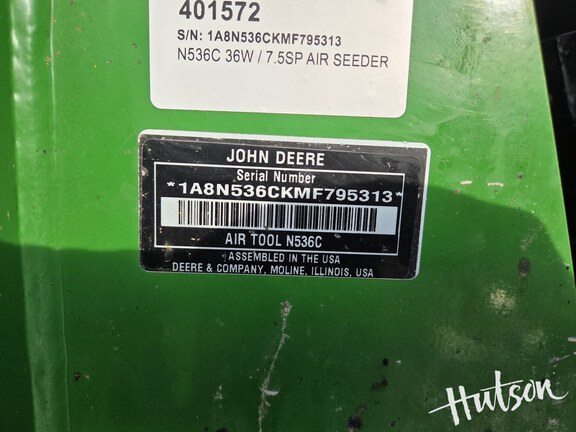 401572
S/N: 1A8N536CKMF795313
N536C 36W / 7.5SP AIR SEEDER
JOHN DEERE
Serial Number
*1A8N536CKMF795313*
AIR TOOL N536C
ASSEMBLED IN THE USA
DEERE & COMPANY, MOLINE, ILLINOIS, USA
Hutson